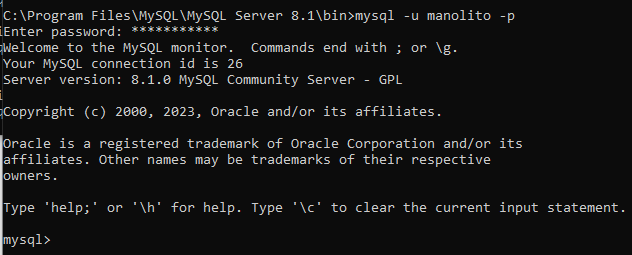 C:\Program Files\MySQL\MySQL Server 8.1\bin>mysql -u manolito -p
Enter password: ***********
Welcome to the MySQL monitor.  Commands end with ; or \g.
Your MySQL connection id is 26
Server version: 8.1.0 MySQL Community Server - GPL

Copyright (c) 2000, 2023, Oracle and/or its affiliates.

Oracle is a registered trademark of Oracle Corporation and/or its
affiliates. Other names may be trademarks of their respective
owners.

Type 'help;' or '\h' for help. Type '\c' to clear the current input statement.

mysql>